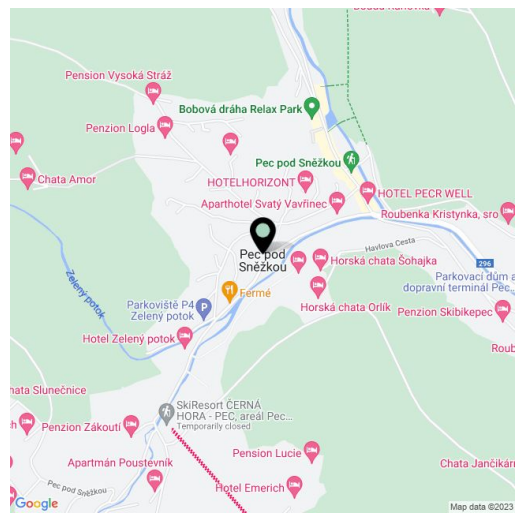 Pension Vysoká Stráž
Bobová dráha Relax Park
Penzion Logla
Pec pod Sněžkou
Chata Amor
HOTELHORIZONT
HOTEL PECR WELL
Aparthotel Svatý Vavřinec
Roubenka Kristynka, sro
Pec pod
Sněžkou
Havlova Cesta
Horská chata Šohajka
296
Zelený potok
Fermé
Parkovací dům a
dopravní terminál Pec...
Parkoviště P4
Zelený potok
Horská chata Orlík
Penzion Skibikepec
Hotel Zelený potok
Roub
hata Slunečnice
SkiResort ČERNÁ
HORA - PEC, areál Pec...
Temporarily closed
Penzion Zákoutí
Apartmán Poustevník
Pension Lucie
Chata Jančíkárn
Pec pod Sněžkou
Hotel Emerich
Google
Map data ©2023